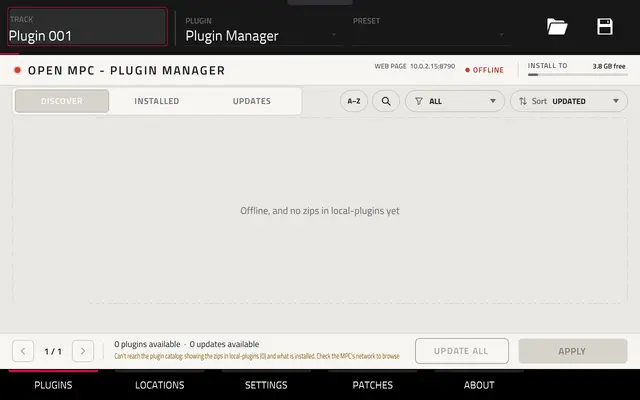 TRACK
Plugin 001
PLUGIN
Plugin Manager
PRESET
OPEN MPC - PLUGIN MANAGER
WEB PAGE 10.0.2.15:8790
OFFLINE
INSTALL TO
3.8 GB free
DISCOVER
INSTALLED
UPDATES
A-Z
ALL
Sort UPDATED
Offline, and no zips in local-plugins yet
1 / 1
0 plugins available · 0 updates available
Can't reach the plugin catalog: showing the zips in local-plugins (0) and what is installed. Check the MPC's network to browse
UPDATE ALL
APPLY
PLUGINS
LOCATIONS
SETTINGS
PATCHES
ABOUT